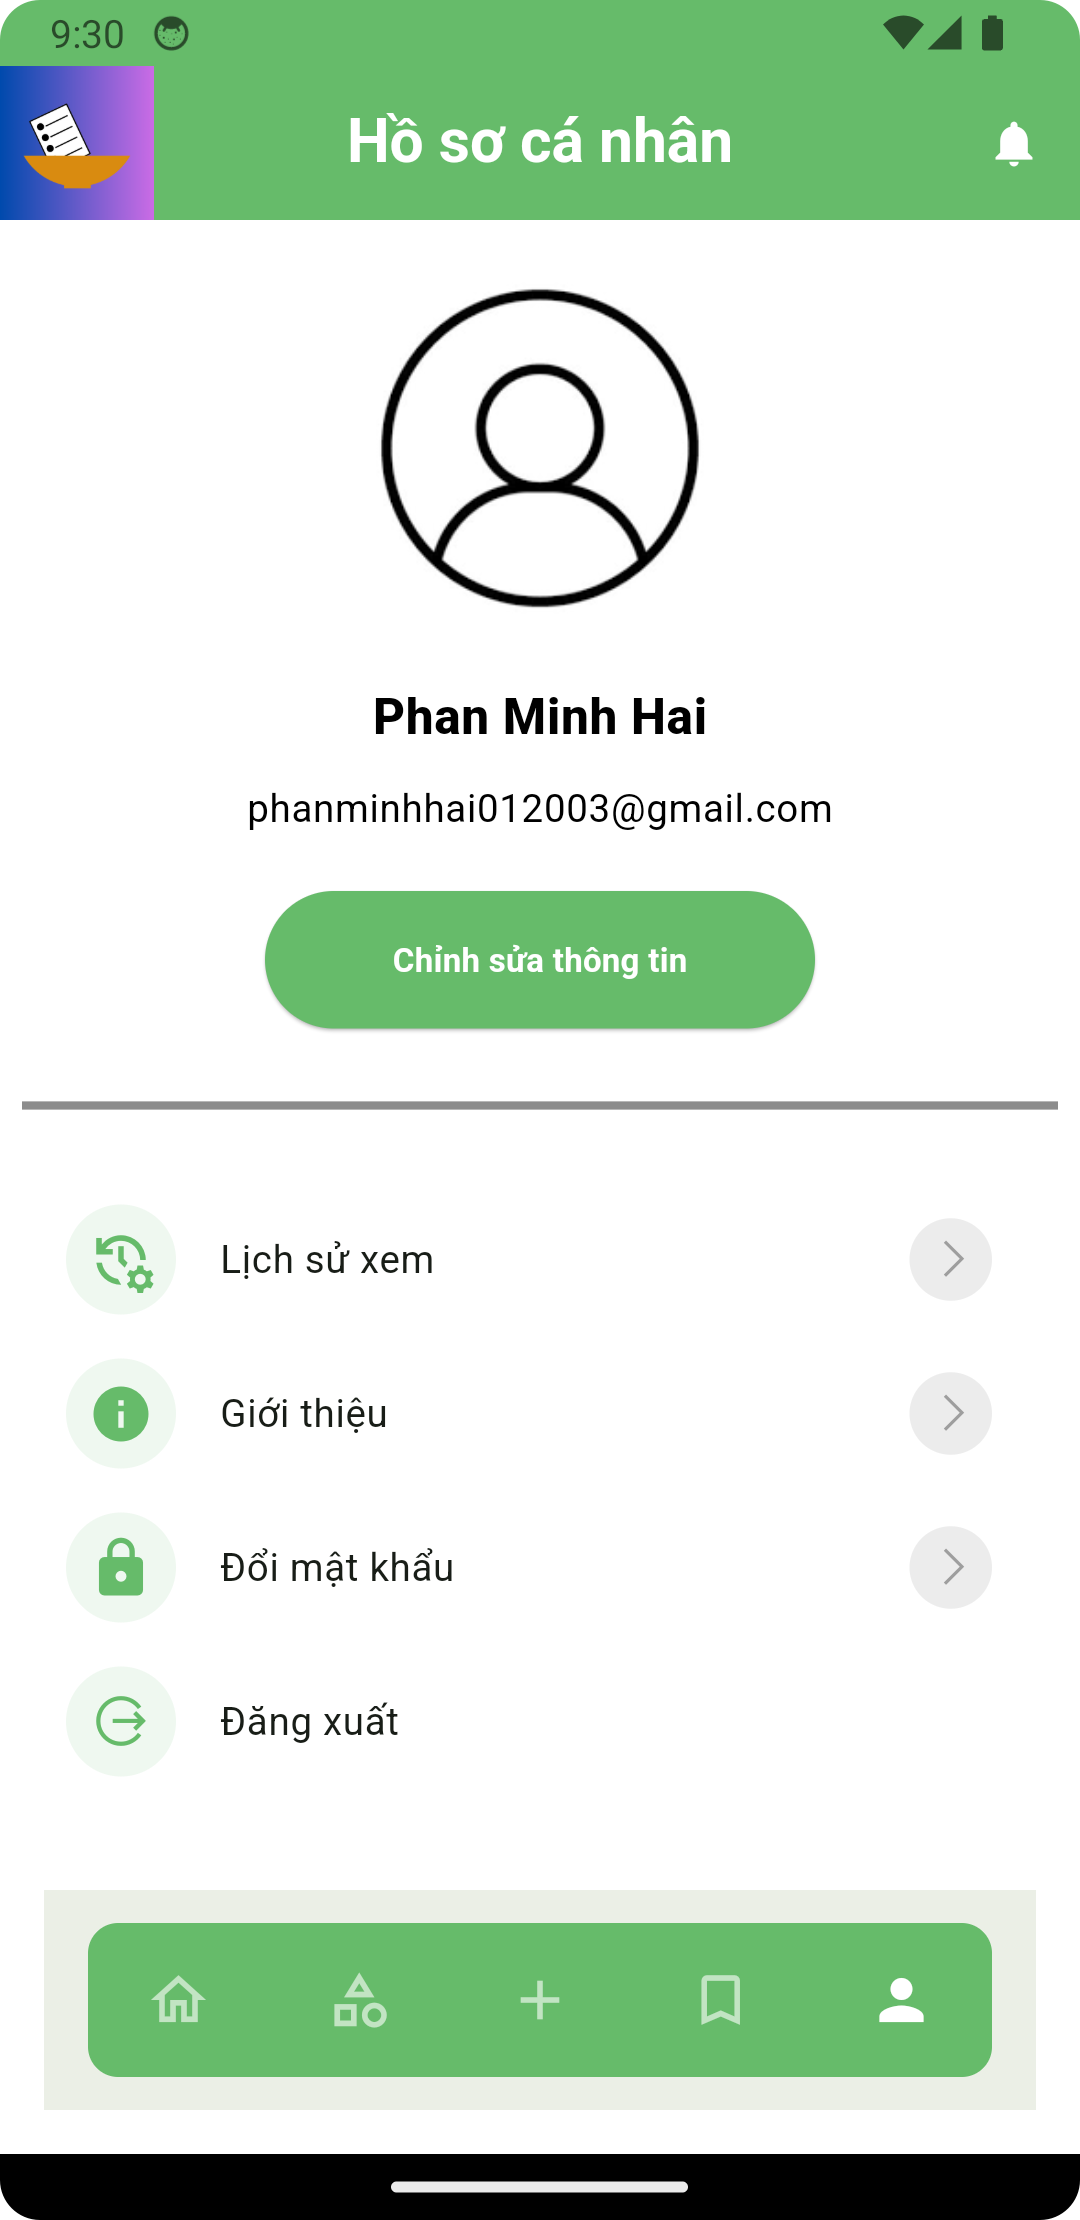 9:30
Hồ sơ cá nhân
Phan Minh Hai
phanminhhai012003@gmail.com
Chỉnh sửa thông tin
Lịch sử xem
Giới thiệu
Đổi mật khẩu
Đăng xuất